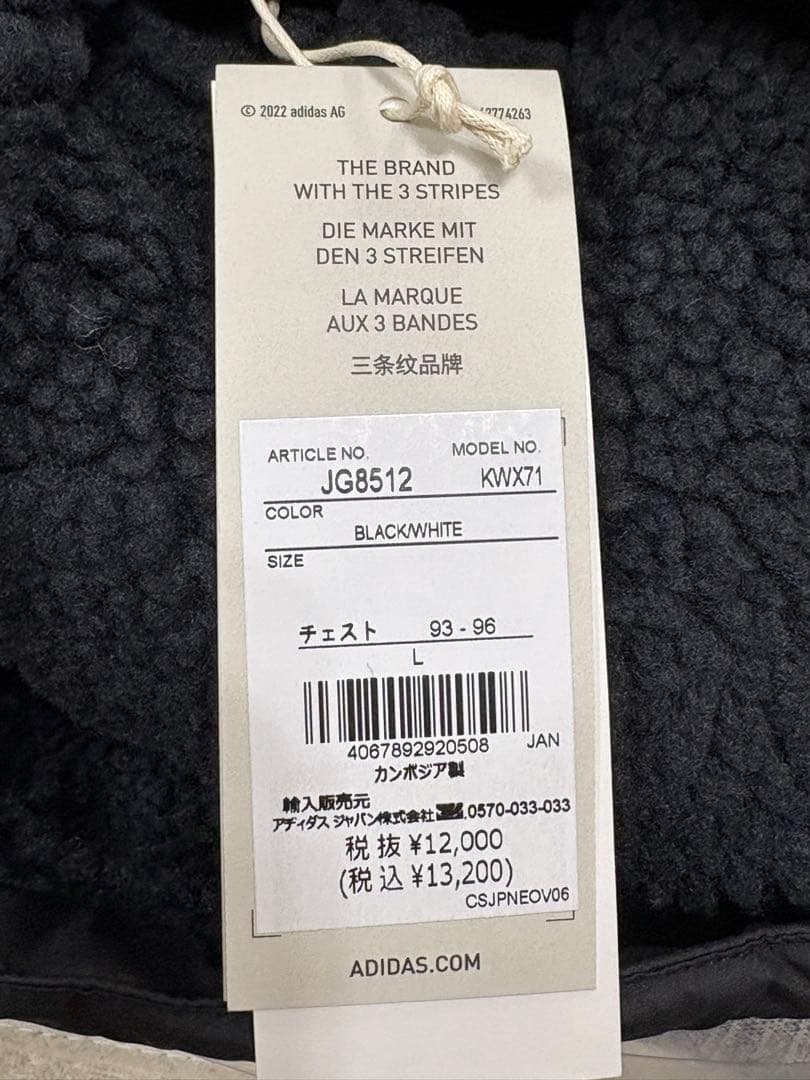 © 2022 adidas AG
THE BRAND
WITH THE 3 STRIPES
DIE MARKE MIT
DEN 3 STREIFEN
LA MARQUE
AUX 3 BANDES
三条纹品牌
ARTICLE NO. MODEL NO.
JG8512 KWX71
COLOR
BLACK/WHITE
SIZE
チェスト 93 - 96
L
4067892920508 JAN
カンボジア製
輸入販売元
アディダス ジャパン株式会社 0570-033-033
税 抜 ¥12,000
(税 込 ¥13,200)
CSJPNEOV06
ADIDAS.COM